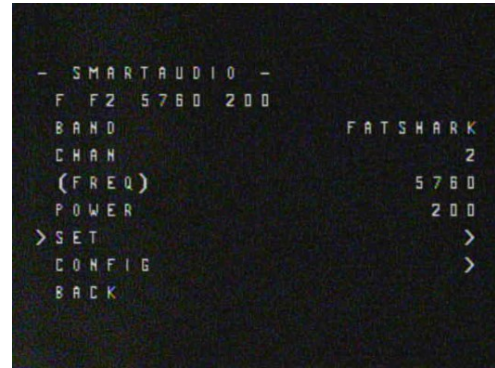 - SMARTAUDIO -
F F2 5760 200
BAND FATSHARK
CHAN 2
(FREQ) 5760
POWER 200
> SET >
CONFIG >
BACK